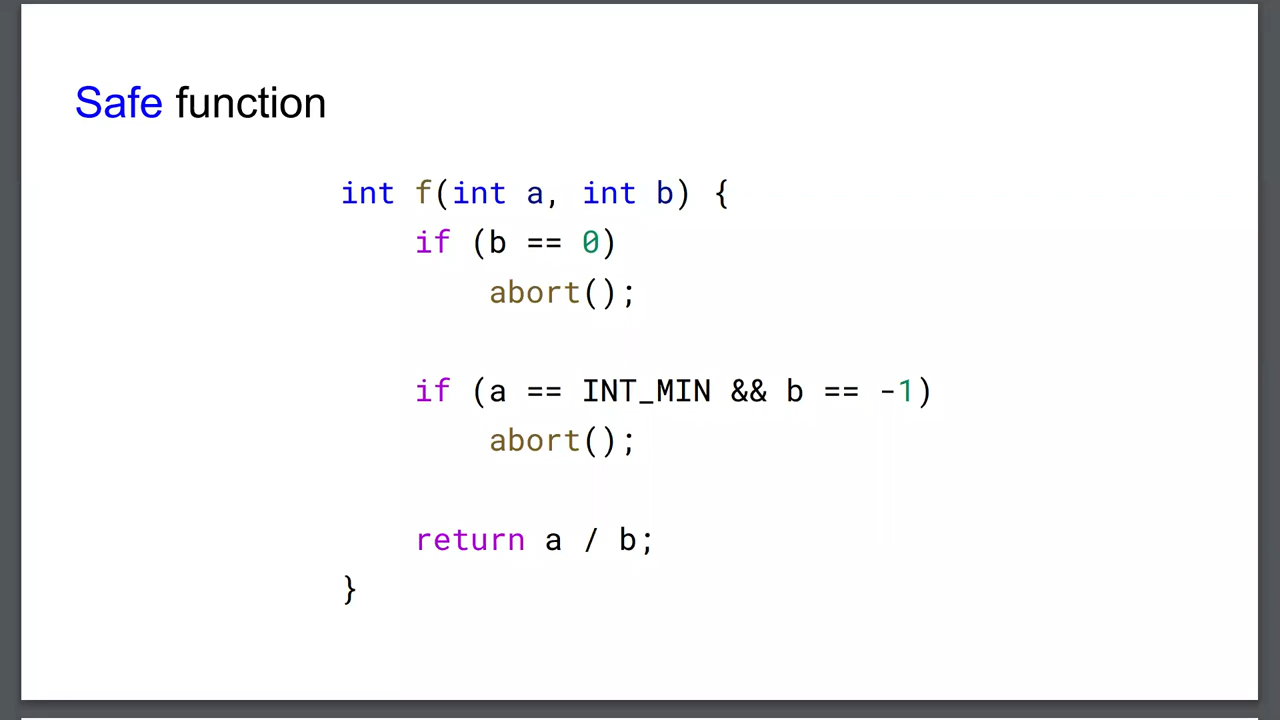 Safe function
int f(int a, int b) {
    if (b == 0)
        abort();
    if (a == INT_MIN && b == -1)
        abort();
    return a / b;
}